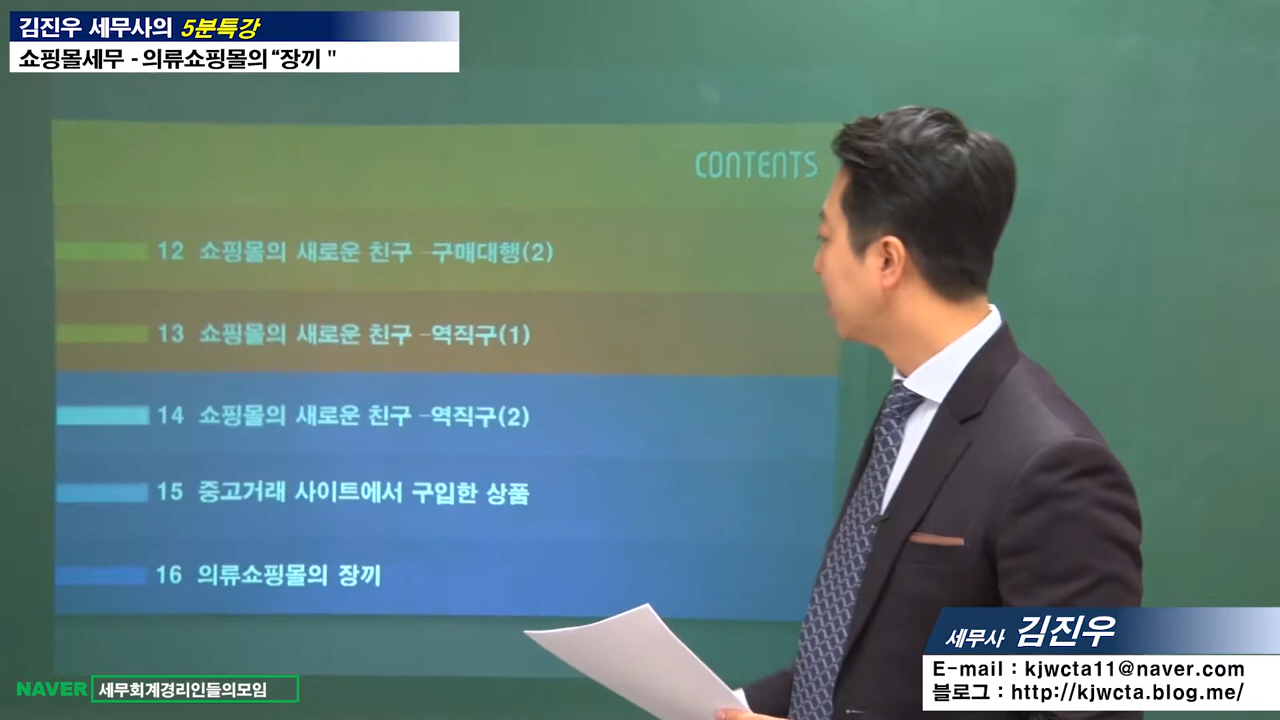 김진우 세무사의 5분특강
쇼핑몰세무 - 의류쇼핑몰의 “장끼 "
CONTENTS
12 쇼핑몰의 새로운 친구 -구매대행(2)
13 쇼핑몰의 새로운 친구 -역직구(1)
14 쇼핑몰의 새로운 친구 -역직구(2)
15 중고거래 사이트에서 구입한 상품
16 의류쇼핑몰의 장끼
세무사 김진우
E-mail : kjwcta11@naver.com
블로그 : http://kjwcta.blog.me/
NAVER 세무회계경리인들의모임